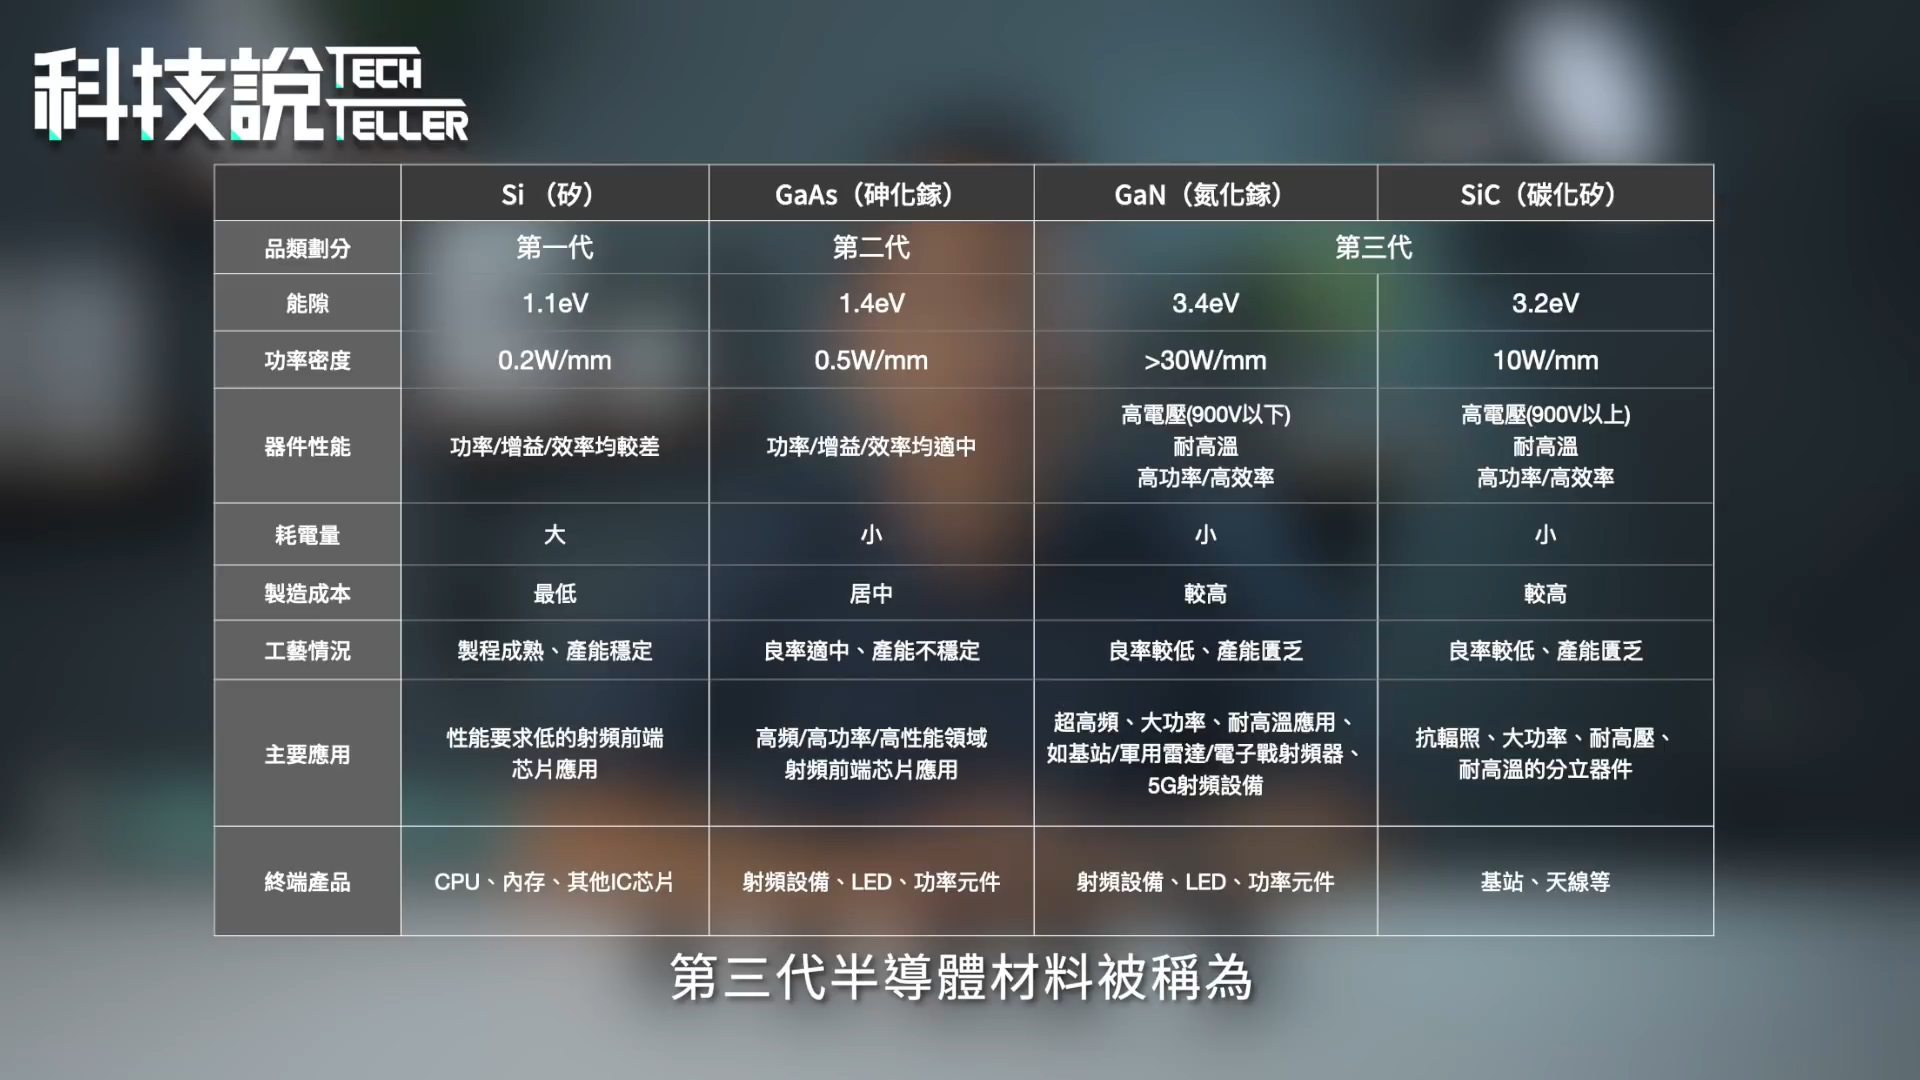 科技說 TECH TELLER
Si （矽） GaAs（砷化鎵） GaN（氮化鎵） SiC（碳化矽）
品類劃分 第一代 第二代 第三代
能隙 1.1eV 1.4eV 3.4eV 3.2eV
功率密度 0.2W/mm 0.5W/mm >30W/mm 10W/mm
器件性能 功率/增益/效率均較差 功率/增益/效率均適中 高電壓(900V以下) 高電壓(900V以上)
耐高溫 耐高溫
高功率/高效率 高功率/高效率
耗電量 大 小 小 小
製造成本 最低 居中 較高 較高
工藝情況 製程成熟、產能穩定 良率適中、產能不穩定 良率較低、產能匱乏 良率較低、產能匱乏
主要應用 性能要求低的射頻前端 高頻/高功率/高性能領域 超高頻、大功率、耐高溫應用、 抗輻照、大功率、耐高壓、
芯片應用 射頻前端芯片應用 如基站/軍用雷達/電子戰射頻器、 耐高溫的分立器件
5G射頻設備
終端產品 CPU、內存、其他IC芯片 射頻設備、LED、功率元件 射頻設備、LED、功率元件 基站、天線等
第三代半導體材料被稱為